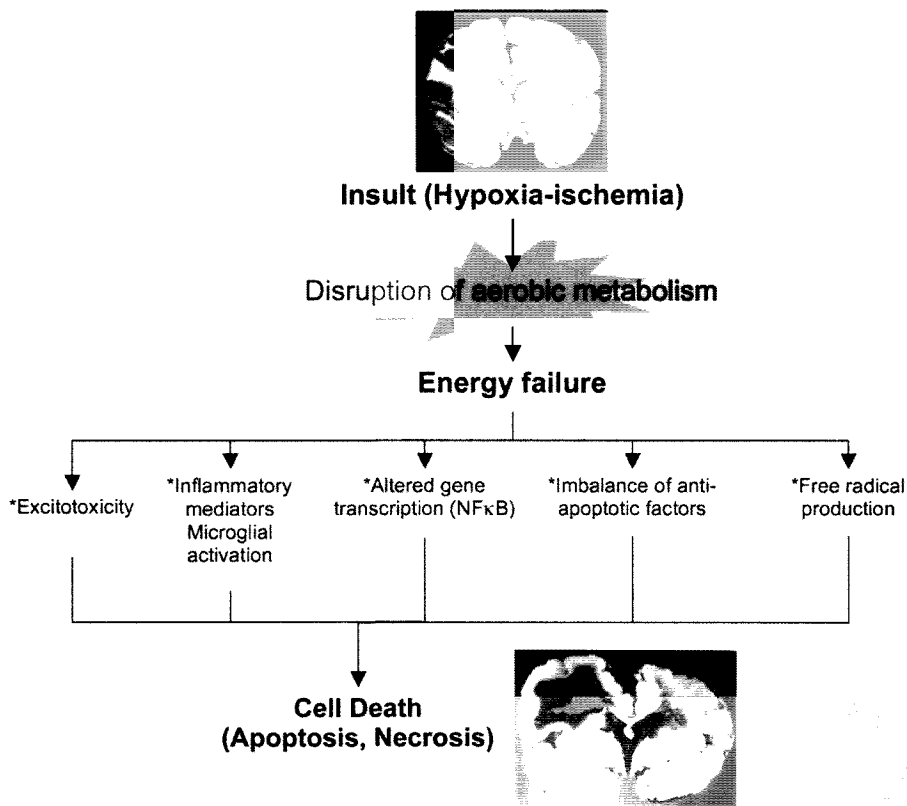 Insult (Hypoxia-ischemia)
Disruption of aerobic metabolism
Energy failure
*Excitotoxicity
*Inflammatory
mediators
Microglial
activation
*Altered gene
transcription (NFκB)
*Imbalance of anti-
apoptotic factors
*Free radical
production
Cell Death
(Apoptosis, Necrosis)